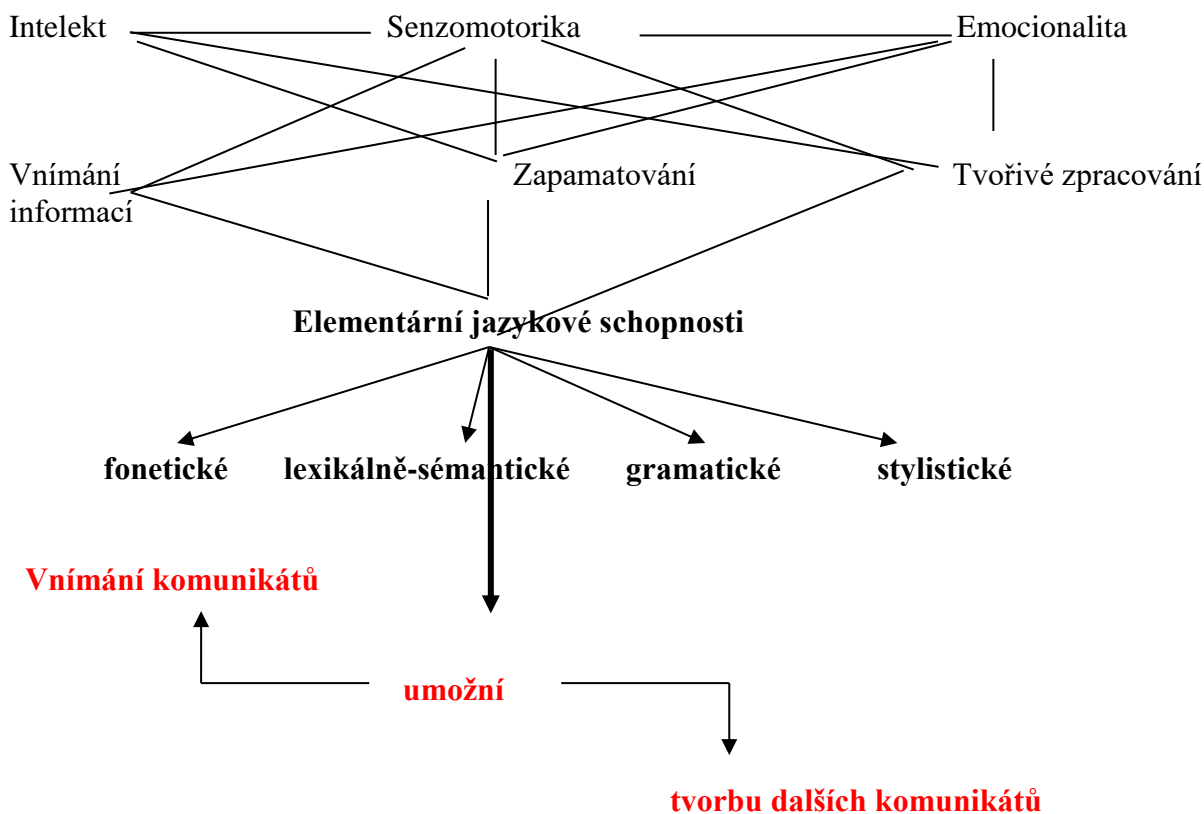 Intelekt Senzomotorika Emocionalita
Vnímání Zapamatování Tvořivé zpracování
informací
Elementární jazykové schopnosti
fonetické lexikálně-sémantické gramatické stylistické
Vnímání komunikátů
umožní
tvorbu dalších komunikátů